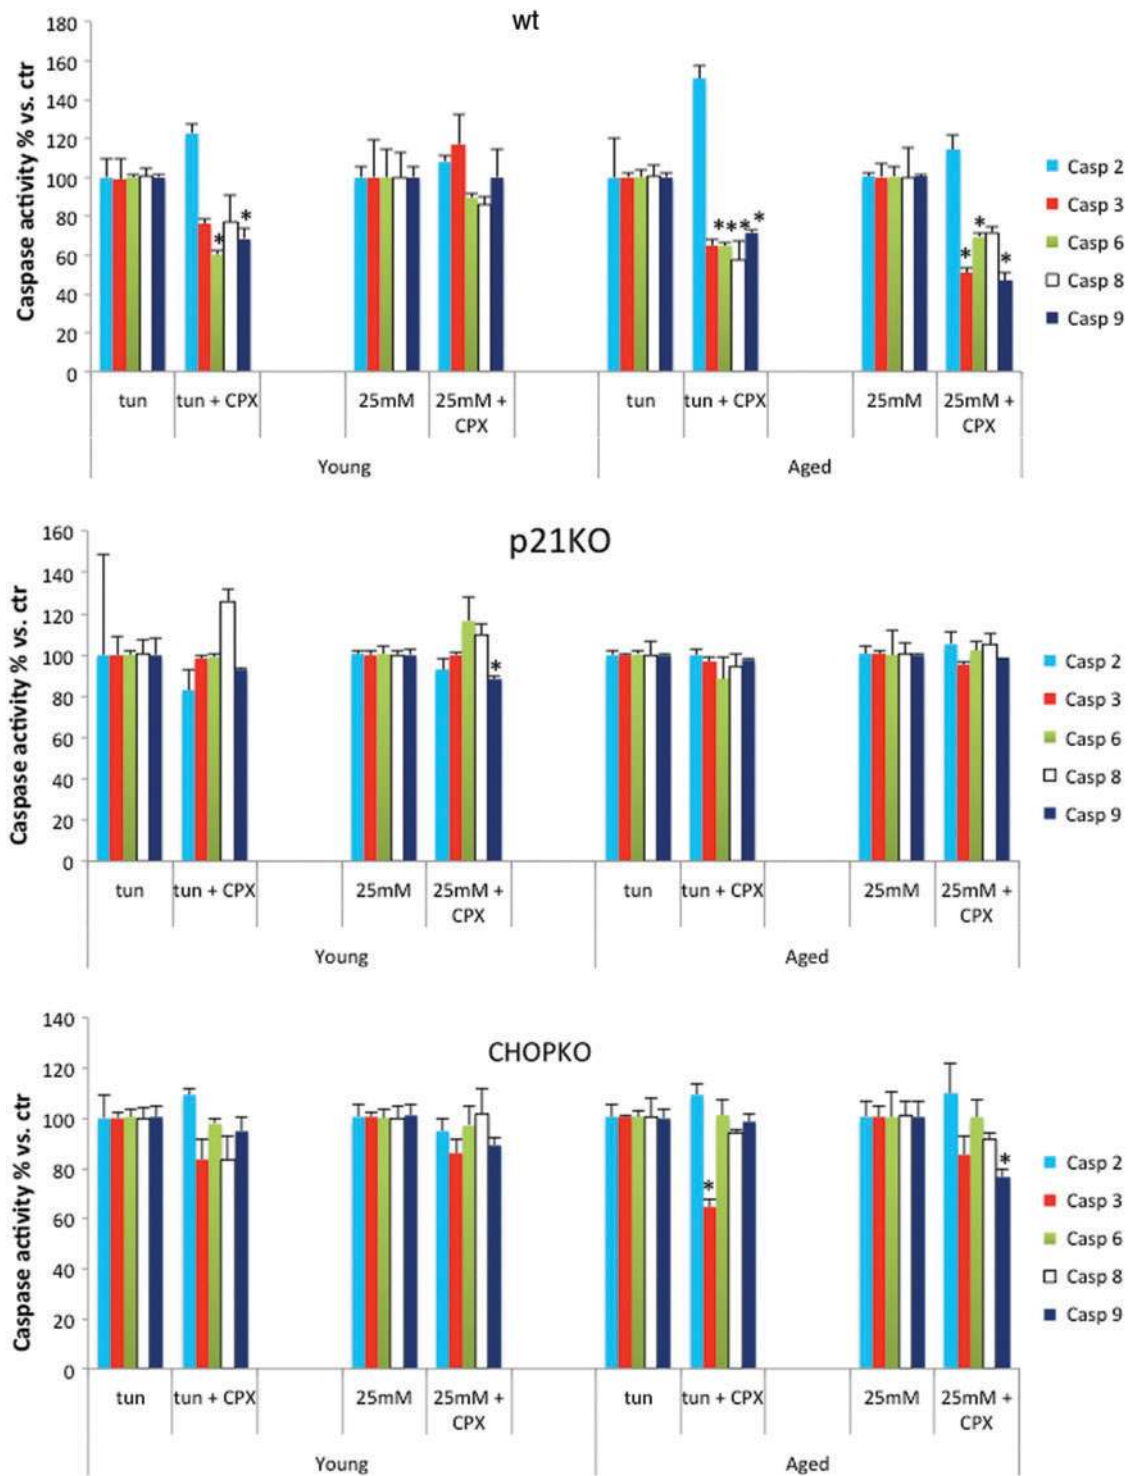 wt
Caspase activity % vs. ctr
180
160
140
120
100
80
60
40
20
0
* * * * * * * * *
Casp 2
Casp 3
Casp 6
Casp 8
Casp 9
tun tun + CPX 25mM 25mM + CPX tun tun + CPX 25mM 25mM + CPX
Young Aged
p21KO
Caspase activity % vs. ctr
160
140
120
100
80
60
40
20
0
*
Casp 2
Casp 3
Casp 6
Casp 8
Casp 9
tun tun + CPX 25mM 25mM + CPX tun tun + CPX 25mM 25mM + CPX
Young Aged
CHOPKO
Caspase activity % vs. ctr
140
120
100
80
60
40
20
0
* *
Casp 2
Casp 3
Casp 6
Casp 8
Casp 9
tun tun + CPX 25mM 25mM + CPX tun tun + CPX 25mM 25mM + CPX
Young Aged